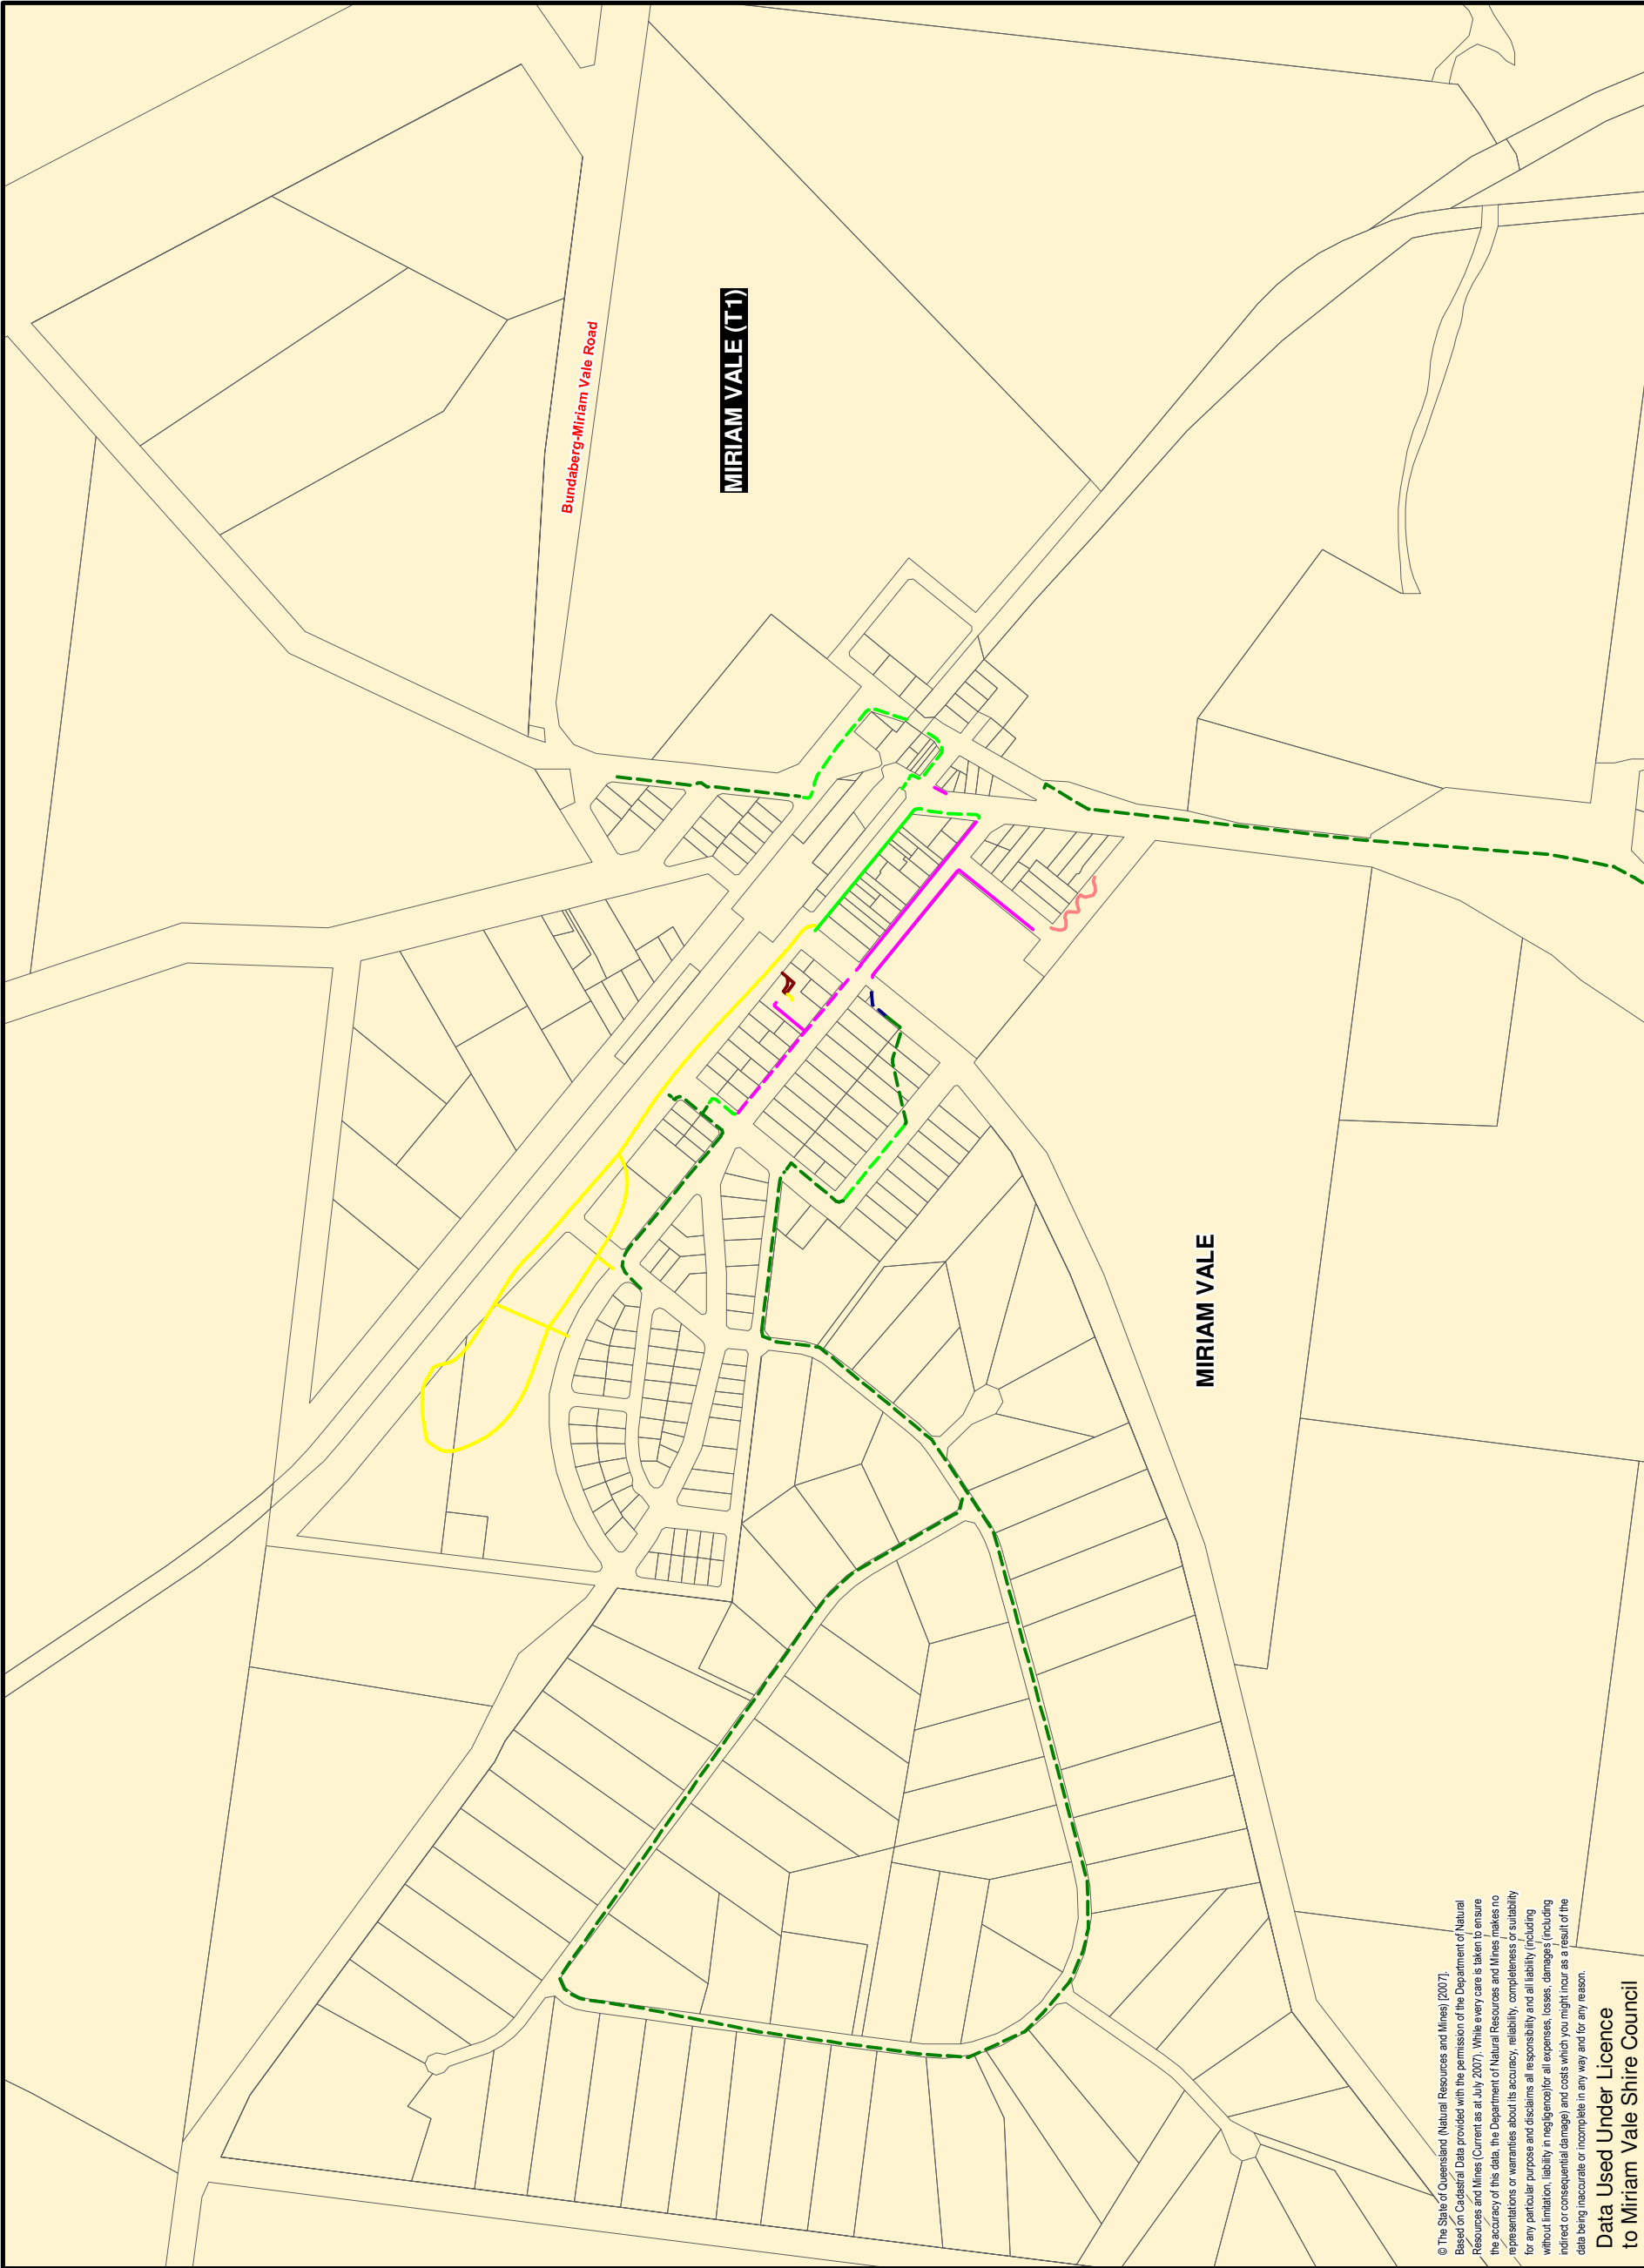 Bundaberg-Miriam Vale Road
MIRIAM VALE (T1)
MIRIAM VALE
© The State of Queensland (Natural Resources and Mines) [2007].
Based on Cadastral Data provided with the permission of the Department of Natural
Resources and Mines (Current as at July 2007). While every care is taken to ensure
the accuracy of this data, the Department of Natural Resources and Mines makes no
representations or warranties about its accuracy, reliability, completeness or suitability
for any particular purpose and disclaims all responsibility and all liability (including
without limitation, liability in negligence)for all expenses, losses, damages (including
indirect or consequential damage) and costs which you might incur as a result of the
data being inaccurate or incomplete in any way and for any reason.
Data Used Under Licence
to Miriam Vale Shire Council